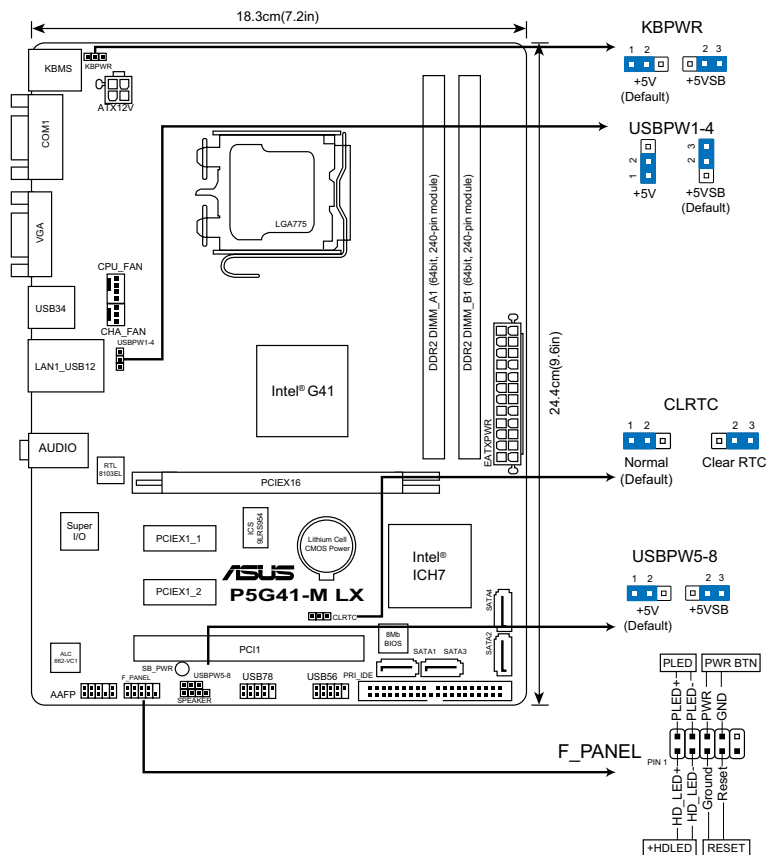 18.3cm(7.2in)
KBPWR
1 2
2 3
+5V
(Default)
+5VSB
KBMS
KBPWR
ATX12V
COM1
USBPW1-4
3
2
2
1
+5V
+5VSB
(Default)
LGA775
VGA
DDR2 DIMM_A1 (64bit, 240-pin module)
DDR2 DIMM_B1 (64bit, 240-pin module)
CPU_FAN
USB34
CHA_FAN
USBPW1-4
LAN1_USB12
Intel® G41
24.4cm(9.6in)
EATXPWR
CLRTC
1 2
2 3
Normal
(Default)
Clear RTC
AUDIO
RTL
8103EL
PCIEX16
Super
I/O
PCIEX1_1
ICS
9LRS954
Lithium Cell
CMOS Power
Intel®
ICH7
ASUS
P5G41-M LX
PCIEX1_2
CLRTC
USBPW5-8
1 2
2 3
+5V
(Default)
+5VSB
SATA4
SATA2
8Mb
BIOS
PCI1
ALC
662-VC1
SB_PWR
SATA1
SATA3
AAFP
F_PANEL
USBPW5-8
SPEAKER
USB78
USB56
PRI_IDE
F_PANEL
PLED
PWR BTN
PLED+
PLED-
PWR
GND
PIN 1
HD_LED+
HD_LED-
Ground
Reset
+HDLED
RESET